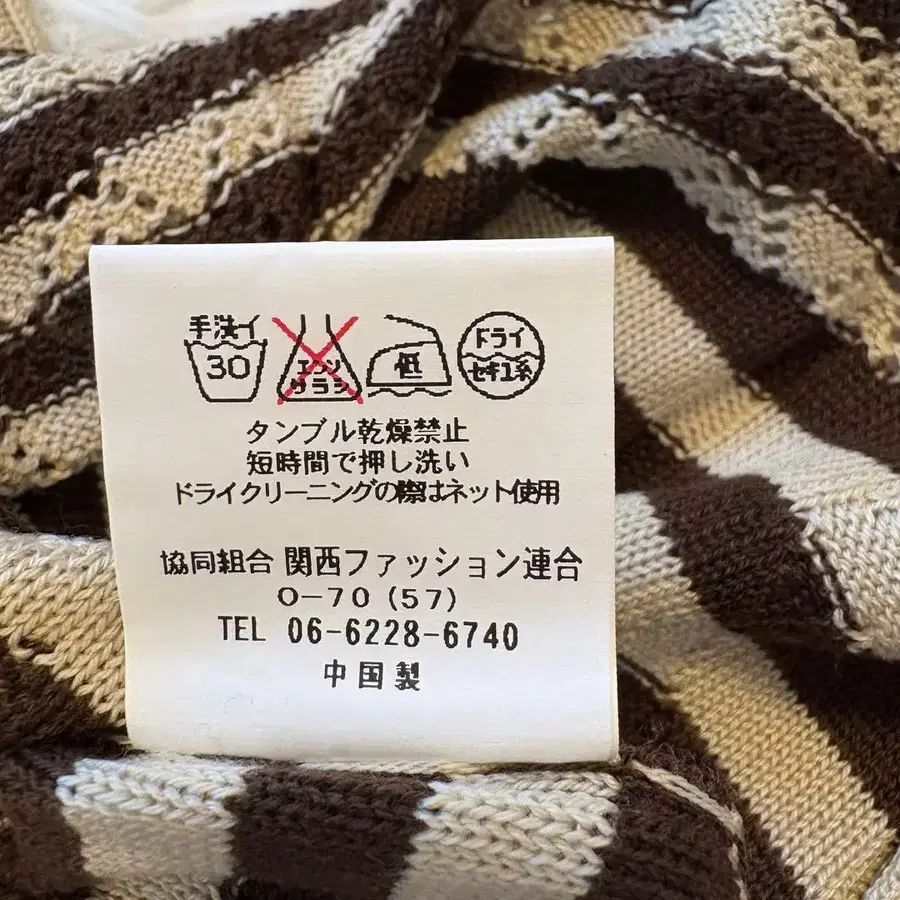 手洗イ
30
エンソ
サラシ
低
ドライ
セキユ系
タンブル乾燥禁止
短時間で押し洗い
ドライクリーニングの際はネット使用
協同組合 関西ファッション連合
O-70 (57)
TEL 06-6228-6740
中国製